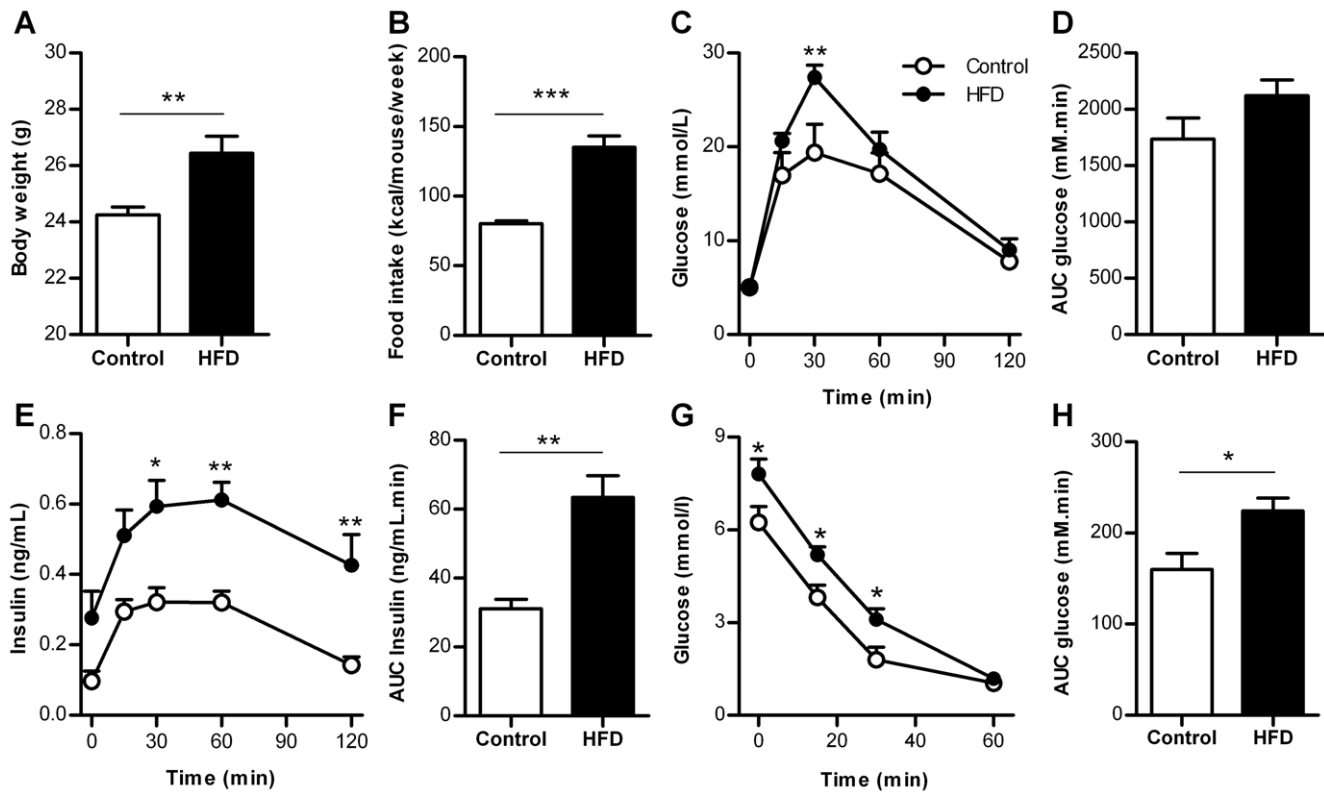 A
Body weight (g)
30
28
26
24
22
20
**
Control
HFD
B
Food intake (kcal/mouse/week)
200
150
100
50
0
***
Control
HFD
C
Glucose (mmol/L)
30
20
10
0
**
Control
HFD
0
30
60
90
120
Time (min)
D
AUC glucose (mM.min)
2500
2000
1500
1000
500
0
Control
HFD
E
Insulin (ng/mL)
0.8
0.6
0.4
0.2
0.0
*
**
**
0
30
60
90
120
Time (min)
F
AUC Insulin (ng/mL.min)
80
60
40
20
0
**
Control
HFD
G
Glucose (mmol/l)
9
6
3
0
*
*
*
0
20
40
60
Time (min)
H
AUC glucose (mM.min)
300
200
100
0
*
Control
HFD